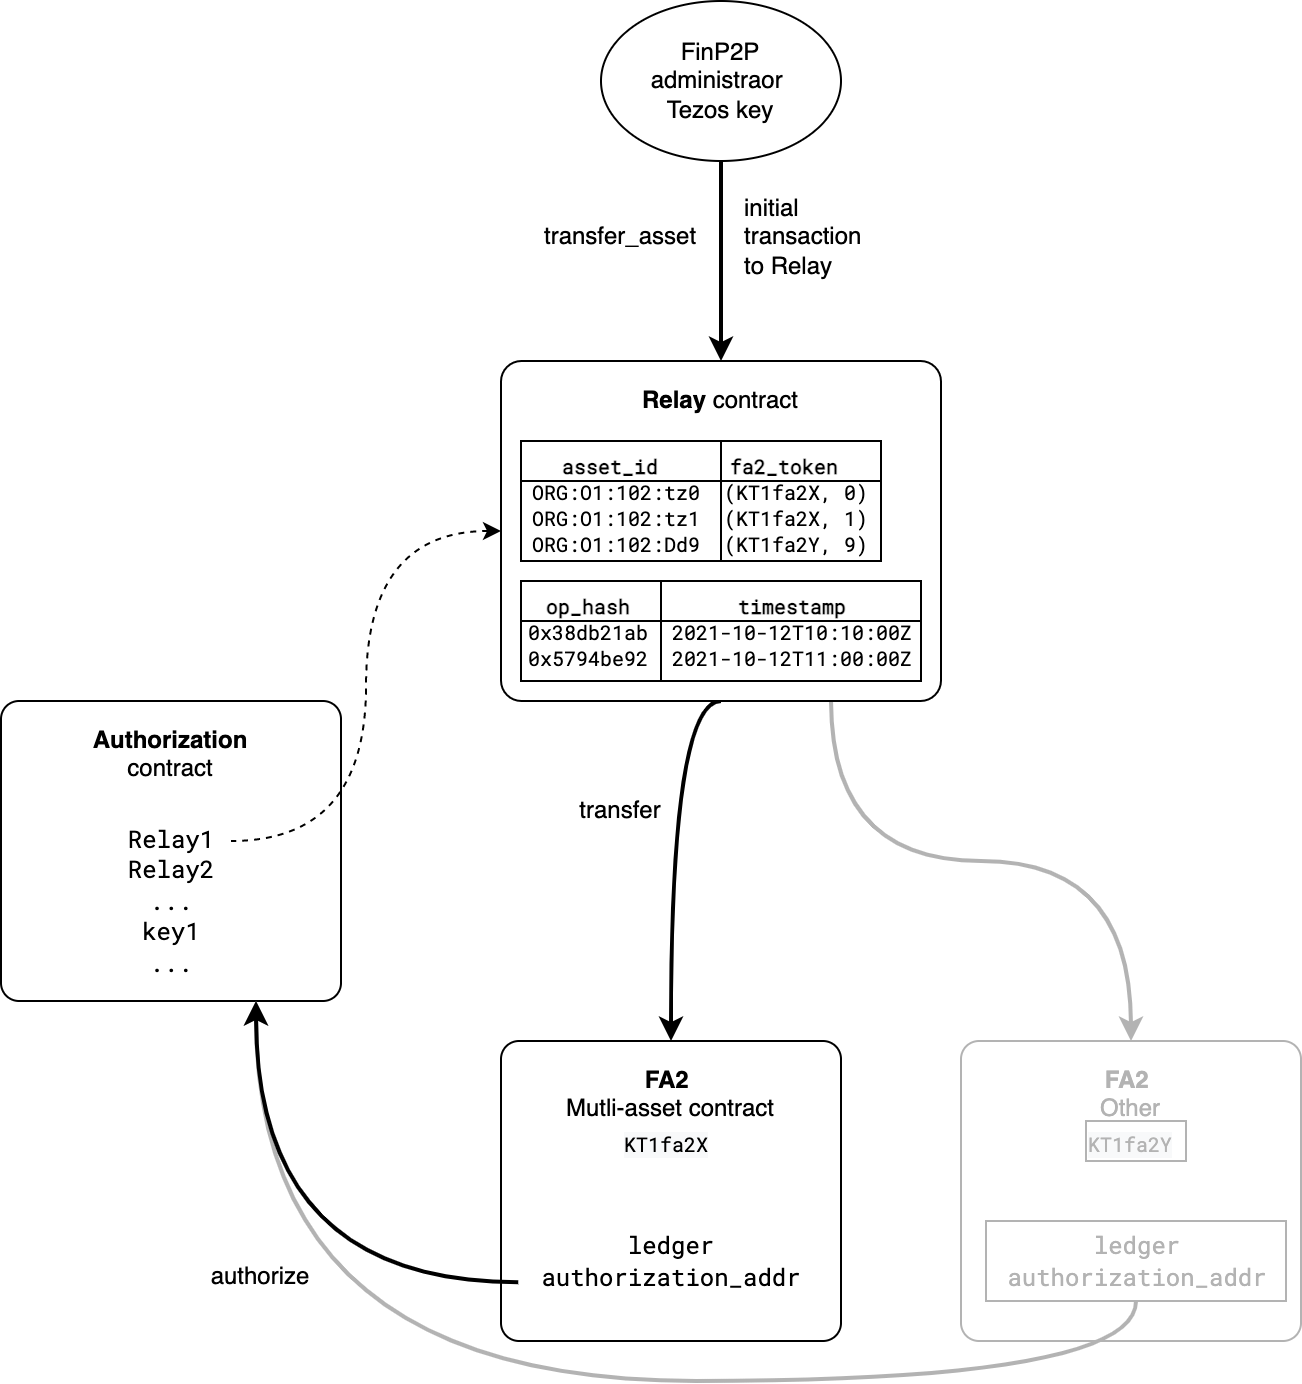 FinP2P
administraor
Tezos key
transfer_asset
initial
transaction
to Relay
Relay contract
asset_id fa2_token
ORG:01:102:tz0 (KT1fa2X, 0)
ORG:01:102:tz1 (KT1fa2X, 1)
ORG:01:102:Dd9 (KT1fa2Y, 9)
op_hash timestamp
0x38db21ab 2021-10-12T10:10:00Z
0x5794be92 2021-10-12T11:00:00Z
Authorization
contract
Relay1
Relay2
...
key1
...
transfer
FA2
Mutli-asset contract
KT1fa2X
ledger
authorization_addr
FA2
Other
KT1fa2Y
ledger
authorization_addr
authorize